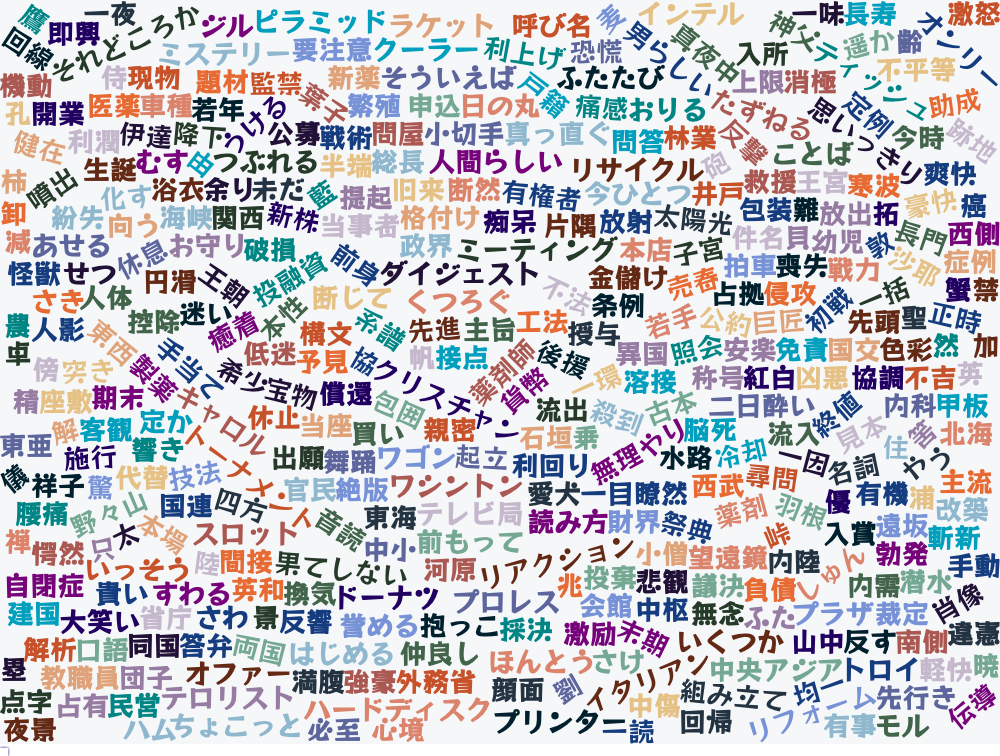 鷹 一夜 それどころか ジル ピラミッド ラケット 呼び名 麦 インテル 神父 一味 長寿 オンリー 激怒
回線 即興 ミステリー 要注意 クーラー 利上げ 恐慌 男らしい 真夜中 入所 ティッシュ 遥か 齢
機動 侍 現物 題材 監禁 新薬 そういえば 戸籍 ふたたび 上限 消極 不平等
孔 開業 医薬 車種 若年 葉子 繁殖 申込 日の丸 痛感 おりる たずねる 思いっきり 定例 助成
健在 利潤 伊達 降下 うける 公募 戦術 問屋 小切手 真っ直ぐ 問答 林業 反撃 今時 跡地
生誕 むす 由 つぶれる 半端 総長 人間らしい リサイクル 砲 ことば 爽快
柿 噴出 化す 浴衣 余り 未だ 藍 提起 旧来 断然 有権者 今ひとつ 井戸 救援 王宮 寒波 豪快 癌
卸 紛失 向う 海峡 関西 新株 当事者 格付け 痴呆 片隅 放射 太陽光 包装 難 放出 拓
減 あせる 休息 お守り 破損 政界 ミーティング 本店 子宮 件名 貝 幼児 敦 長門 西側
怪獣 せつ 円滑 王朝 投融資 前身 ダイジェスト 不法 金儲け 売春 拍車 喪失 戦力 沙耶 症例
さき 人体 迷い 本性 断じて くつろぐ 条例 占拠 侵攻 初戦 一括 蟹 禁
農 人影 控除 癒着 構文 系譜 先進 主旨 工法 授与 若手 公約 巨匠 先頭 聖 正時
卓 東西 製薬 手当て 低迷 予見 協 帆 接点 薬剤師 後援 異国 照会 安楽 免責 国文 色彩 然 加
傍 突き 希少 宝物 償還 クリスチャン 貨幣 一環 溶接 称号 紅白 凶悪 協調 不吉 英
精 座敷 期末 キャロル 包囲 流出 殺到 古本 二日酔い 終値 内科 甲板
東亜 解 客観 定か 休止 当座 買い 親密 石垣 乗 脳死 流入 見本 住 筈 北海
施行 響き トーメメント 出願 舞踊 ワゴン 起立 利回り 無理やり 水路 冷却 一因 名詞 やう
儀 祥子 驚 代替 技法 官民 絶版 ワシントン 愛犬 一目瞭然 西武 尋問 優 有機 浦 主流
腰痛 野々山 国連 四方 音読 東海 テレビ局 読み方 財界 祭典 薬剤 羽根 改築
禅 愕然 只 太 本場 スロット 中小 前もって リアクション 小僧 望遠鏡 峠 入賞 遠坂 斬新
いっそう 陸 間接 果てしない 河原 兆 投棄 悲観 内陸 しゅん 勃発 手動
自閉症 貴い すわる 英和 換気 ドーナツ プロレス 議決 負債 内需 潜水
建国 大笑い 省庁 さわ 景 反響 誉める 抱っこ 採決 会館 中枢 無念 ふた プラザ 裁定 肖像
解析 口語 同国 答弁 両国 はじめる 仲良し 激励 末期 いくつか 山中 反す 南側 違憲
塁 教職員 団子 オファー 満腹 強豪 外務省 ほんとう さけ イタリアン 中央アジア トロイ 軽快 暁
点字 占有 民営 テロリスト ハードディスク 顔面 劉 中傷 組み立て 均一 先行き 伝導
夜景 ハム ちょこっと 必至 心境 プリンター 一読 回帰 リフォーム 有事 モル